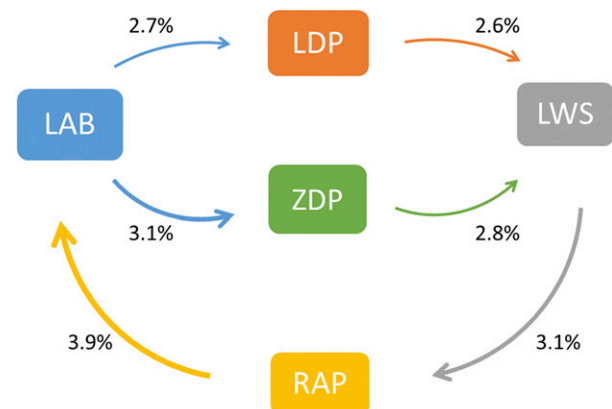 2.7%
LDP
2.6%
LAB
LWS
ZDP
3.1%
2.8%
3.9%
3.1%
RAP